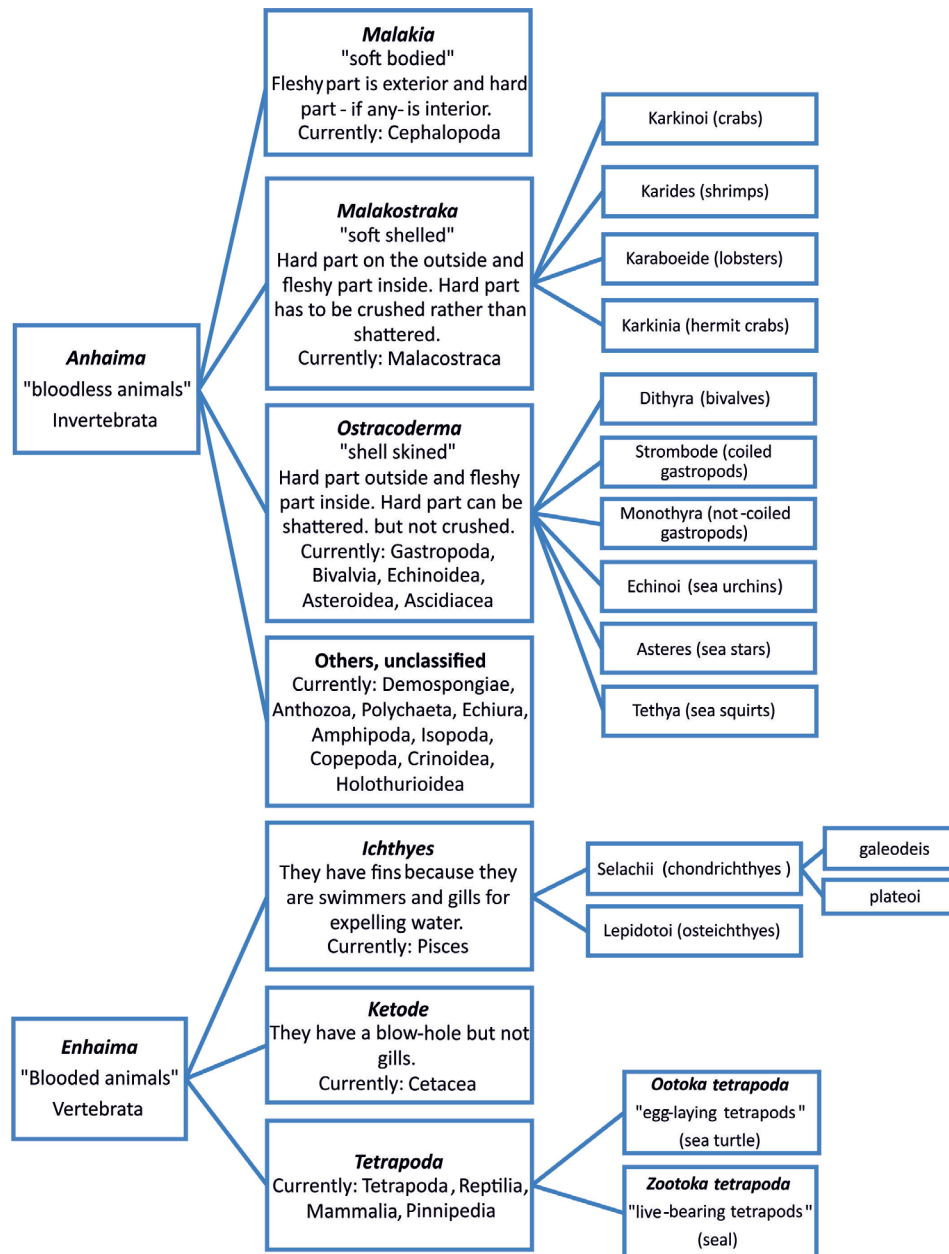 Anhaima
"bloodless animals"
Invertebrata
Malakia
"soft bodied"
Fleshy part is exterior and hard
part - if any- is interior.
Currently: Cephalopoda
Malakostraka
"soft shelled"
Hard part on the outside and
fleshy part inside. Hard part
has to be crushed rather than
shattered.
Currently: Malacostraca
Karkinoi (crabs)
Karides (shrimps)
Karaboeide (lobsters)
Karkinia (hermit crabs)
Ostracoderma
"shell skined"
Hard part outside and fleshy
part inside. Hard part can be
shattered. but not crushed.
Currently: Gastropoda,
Bivalvia, Echinoidea,
Asteroidea, Ascidiacea
Dithyra (bivalves)
Strombode (coiled
gastropods)
Monothyra (not-coiled
gastropods)
Echinoi (sea urchins)
Asteres (sea stars)
Tethya (sea squirts)
Others, unclassified
Currently: Demospongiae,
Anthozoa, Polychaeta, Echiura,
Amphipoda, Isopoda,
Copepoda, Crinoidea,
Holothurioidea
Enhaima
"Blooded animals"
Vertebrata
Ichthyes
They have fins because they
are swimmers and gills for
expelling water.
Currently: Pisces
Selachii (chondrichthyes )
galeodeis
plateoi
Lepidotoi (osteichthyes)
Ketode
They have a blow-hole but not
gills.
Currently: Cetacea
Tetrapoda
Currently: Tetrapoda, Reptilia,
Mammalia, Pinnipedia
Ootoka tetrapoda
"egg-laying tetrapods"
(sea turtle)
Zootoka tetrapoda
"live-bearing tetrapods"
(seal)